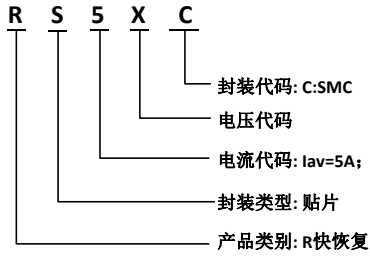 R S 5 X C
封装代码: C:SMC
电压代码
电流代码: Iav=5A；
封装类型: 贴片
产品类别: R快恢复